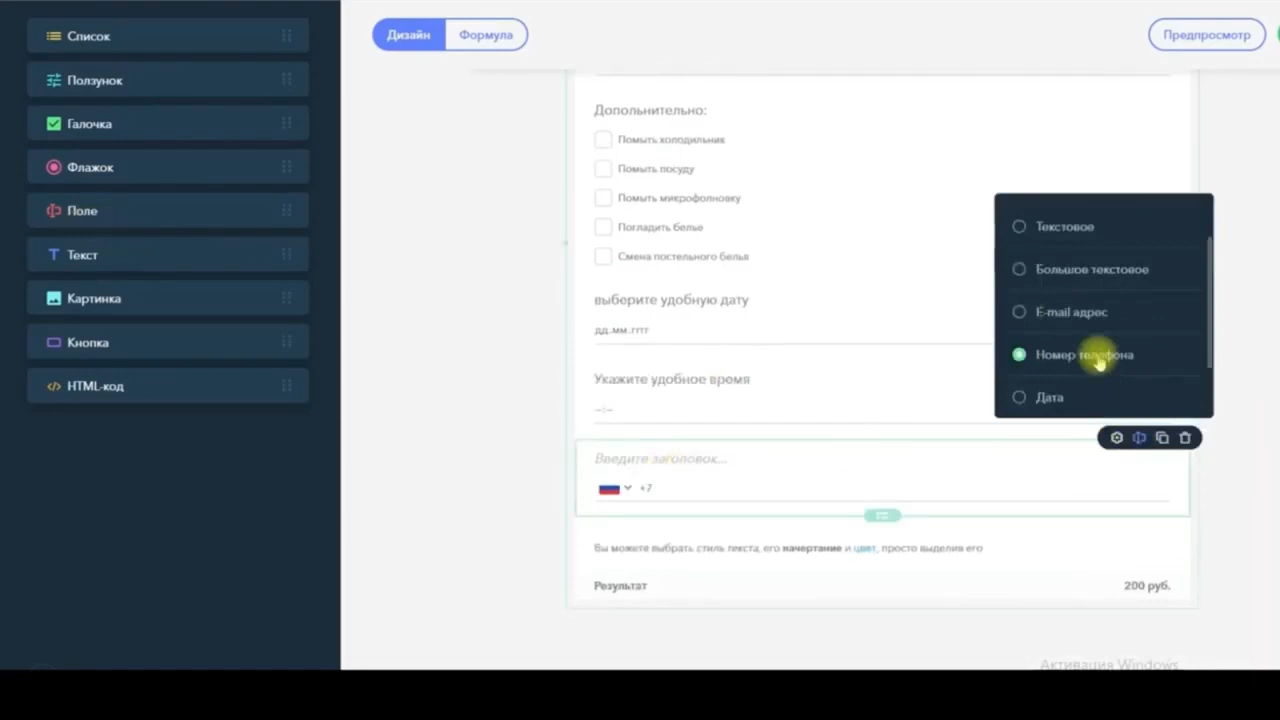 Список
Ползунок
Галочка
Флажок
Поле
Текст
Картинка
Кнопка
HTML-код
Дизайн
Формула
Предпросмотр
Дополнительно:
Помыть холодильник
Помыть посуду
Помыть микрофолновку
Погладить белье
Смена постельного белья
выберите удобную дату
дд.мм.гггг
Укажите удобное время
--:--
Введите заголовок...
+7
Вы можете выбрать стиль текста, его начертание и цвет, просто выделив его
Результат 200 руб.
Текстовое
Большое текстовое
E-mail адрес
Номер телефона
Дата
Активация Windows